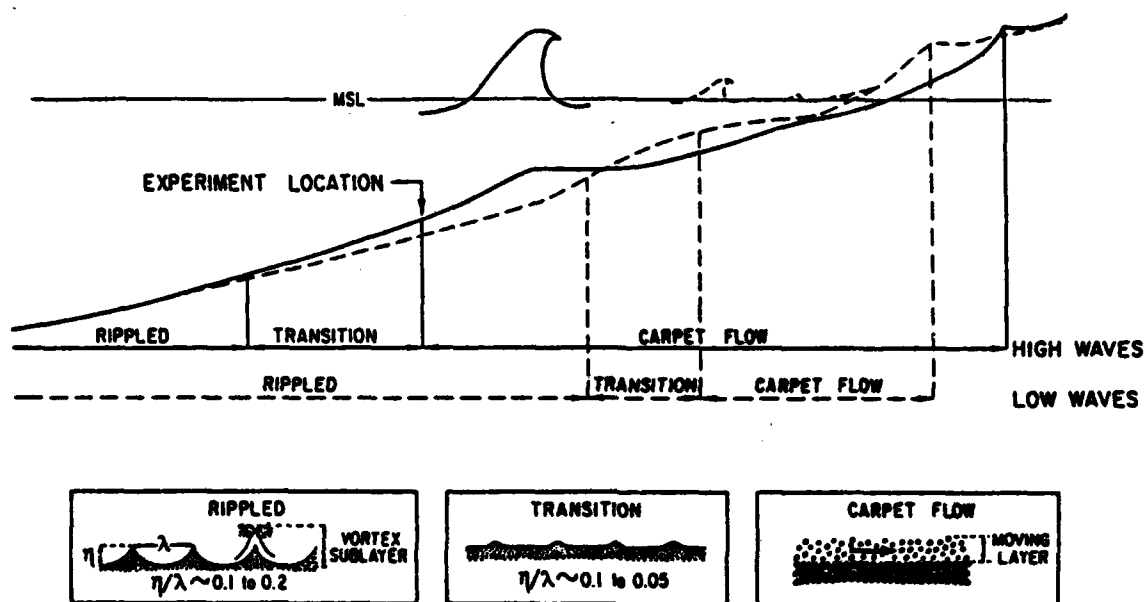 MSL
EXPERIMENT LOCATION
RIPPLED TRANSITION CARPET FLOW
HIGH WAVES
RIPPLED TRANSITION CARPET FLOW
LOW WAVES
RIPPLED
η λ
VORTEX
SUBLAYER
η/λ ~ 0.1 to 0.2
TRANSITION
η/λ ~ 0.1 to 0.05
CARPET FLOW
MOVING
LAYER